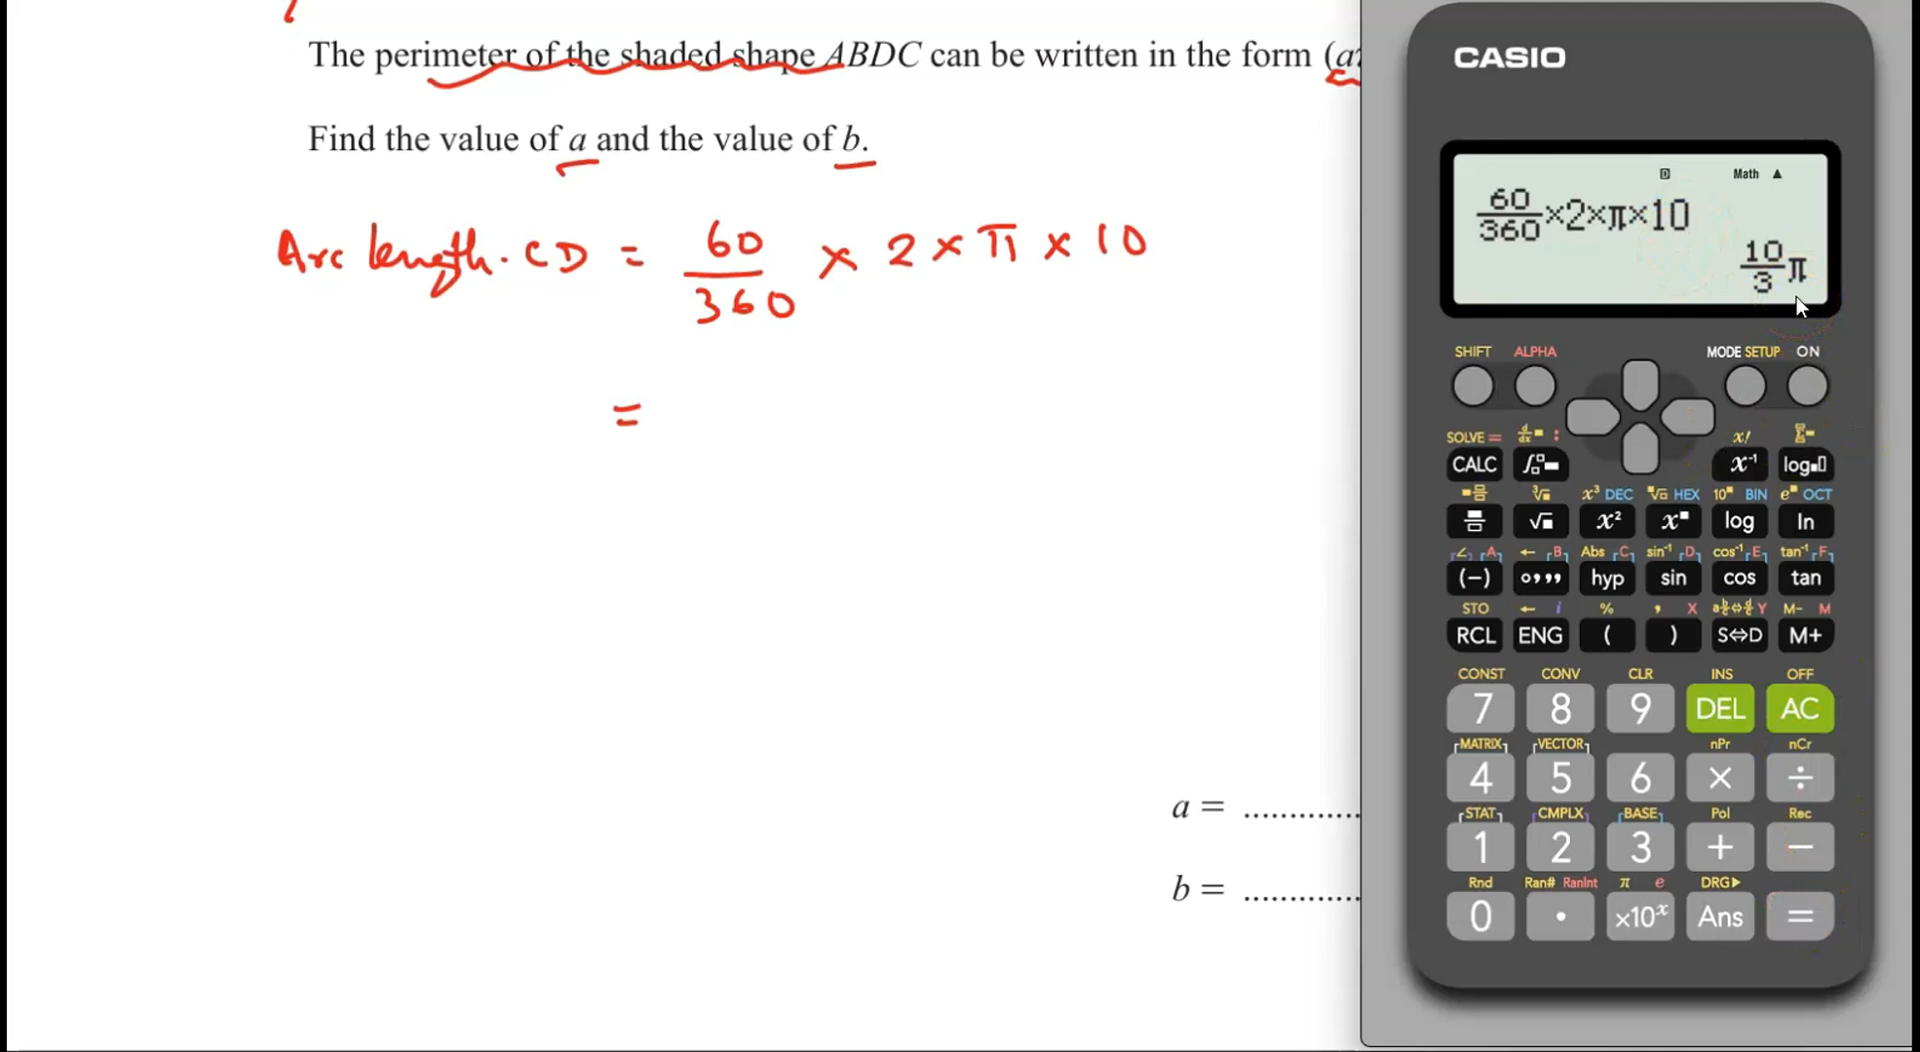 The perimeter of the shaded shape ABDC can be written in the form (a
Find the value of a and the value of b.
Arc length. CD = 60/360 × 2 × π × 10
=
a = .............
b = .............
CASIO
D Math ▲
60/360×2×π×10
10/3 π
SHIFT ALPHA MODE SETUP ON
SOLVE = d/dx= : x! Σ=
CALC ∫ x⁻¹ log
³√ x³ DEC √ HEX 10 BIN e OCT
√ x² x log ln
∠ A ← B Abs C sin⁻¹ D cos⁻¹ E tan⁻¹ F
(−) °,,, hyp sin cos tan
STO ← i % , X a b/c⇔d/c Y M− M
RCL ENG ( ) S⇔D M+
CONST CONV CLR INS OFF
7 8 9 DEL AC
MATRIX VECTOR nPr nCr
4 5 6 × ÷
STAT CMPLX BASE Pol Rec
1 2 3 + −
Rnd Ran# RanInt π e DRG▶
0 . ×10ˣ Ans =